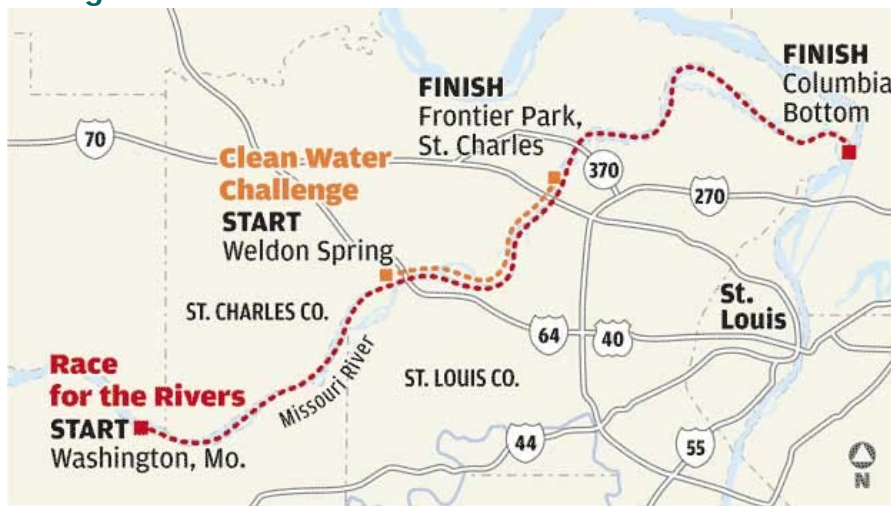 70
Clean Water
Challenge
START
Weldon Spring
FINISH
Frontier Park,
St. Charles
FINISH
Columbia
Bottom
370
270
ST. CHARLES CO.
St.
Louis
64
40
Race
for the Rivers
START
Washington, Mo.
Missouri River
ST. LOUIS CO.
44
55
N